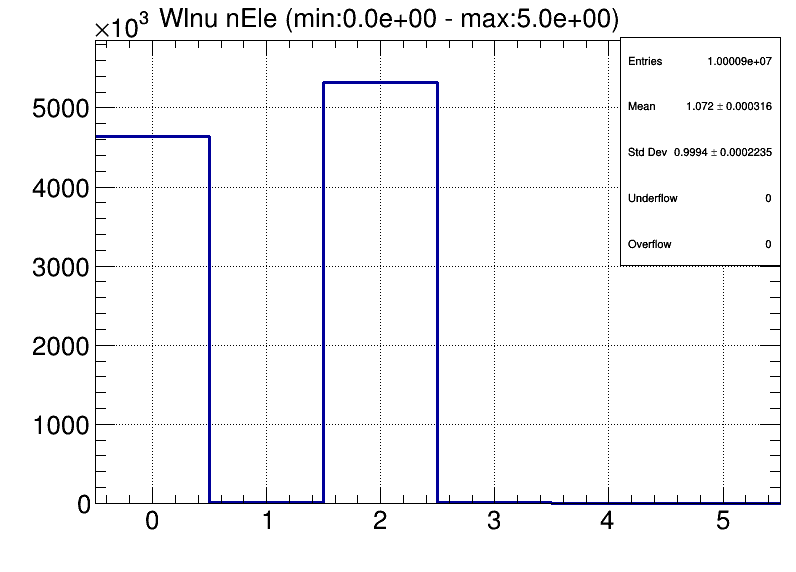 ×10³ Wlnu nEle (min:0.0e+00 - max:5.0e+00)
Entries 1.00009e+07
Mean 1.072 ± 0.000316
Std Dev 0.9994 ± 0.0002235
Underflow 0
Overflow 0
5000
4000
3000
2000
1000
0
0 1 2 3 4 5